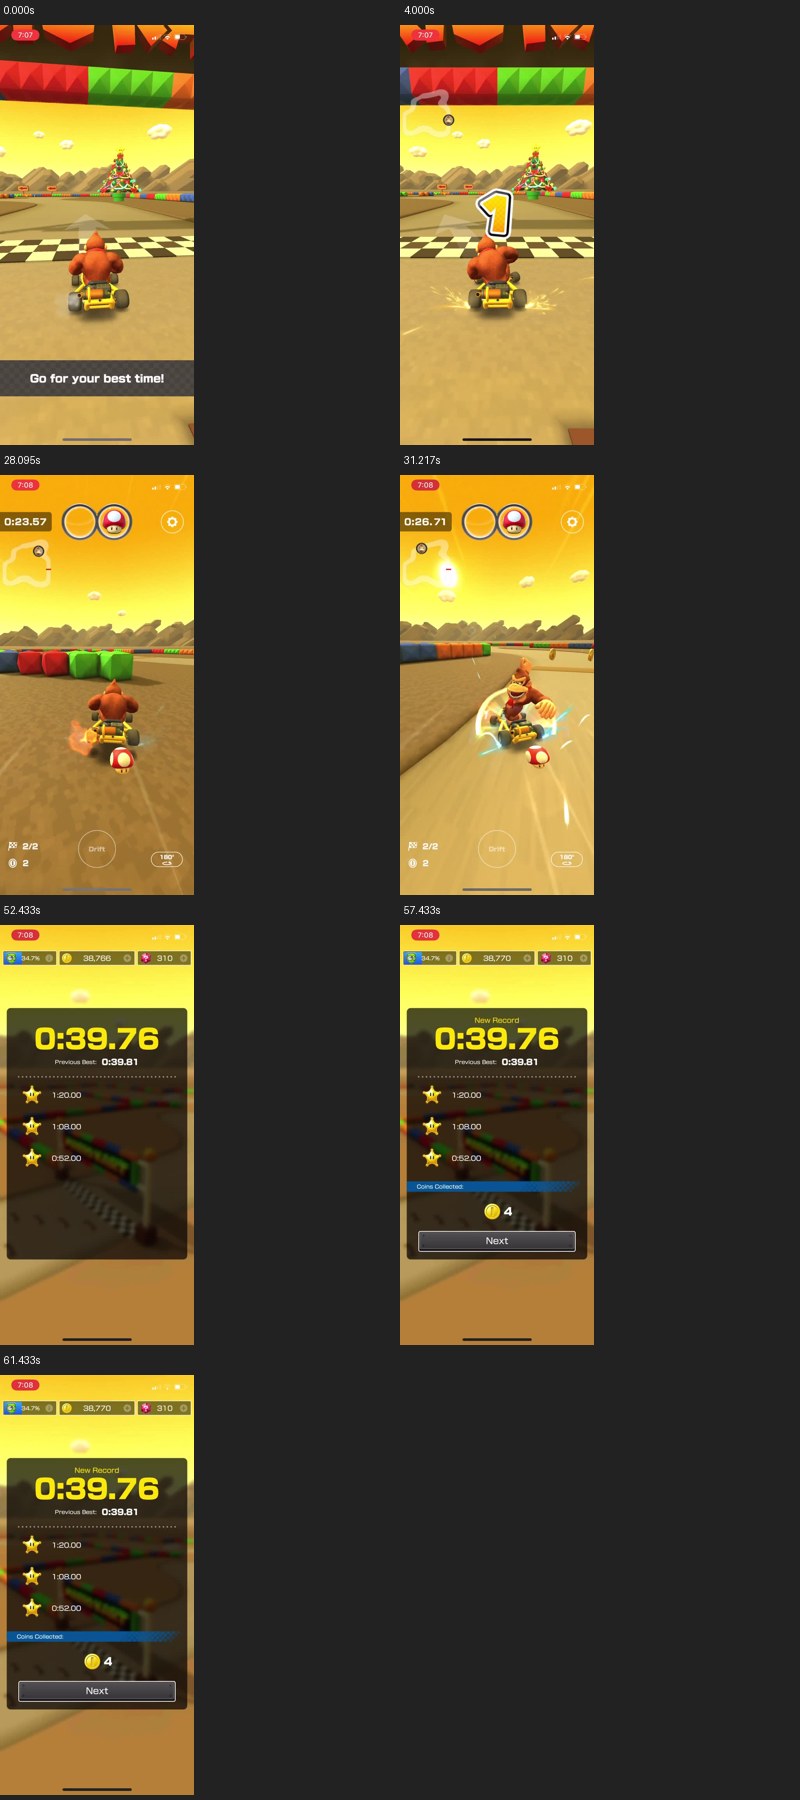 0.000s
7:07
Go for your best time!
4.000s
7:07
1
28.095s
7:08
0:23.57
2/2
2
Drift
180°
31.217s
7:08
0:26.71
2/2
2
Drift
180°
52.433s
7:08
34.7%
38,766
310
0:39.76
Previous Best: 0:39.81
1:20.00
1:08.00
0:52.00
57.433s
7:08
34.7%
38,770
310
New Record
0:39.76
Previous Best: 0:39.81
1:20.00
1:08.00
0:52.00
Coins Collected:
4
Next
61.433s
7:08
34.7%
38,770
310
New Record
0:39.76
Previous Best: 0:39.81
1:20.00
1:08.00
0:52.00
Coins Collected:
4
Next